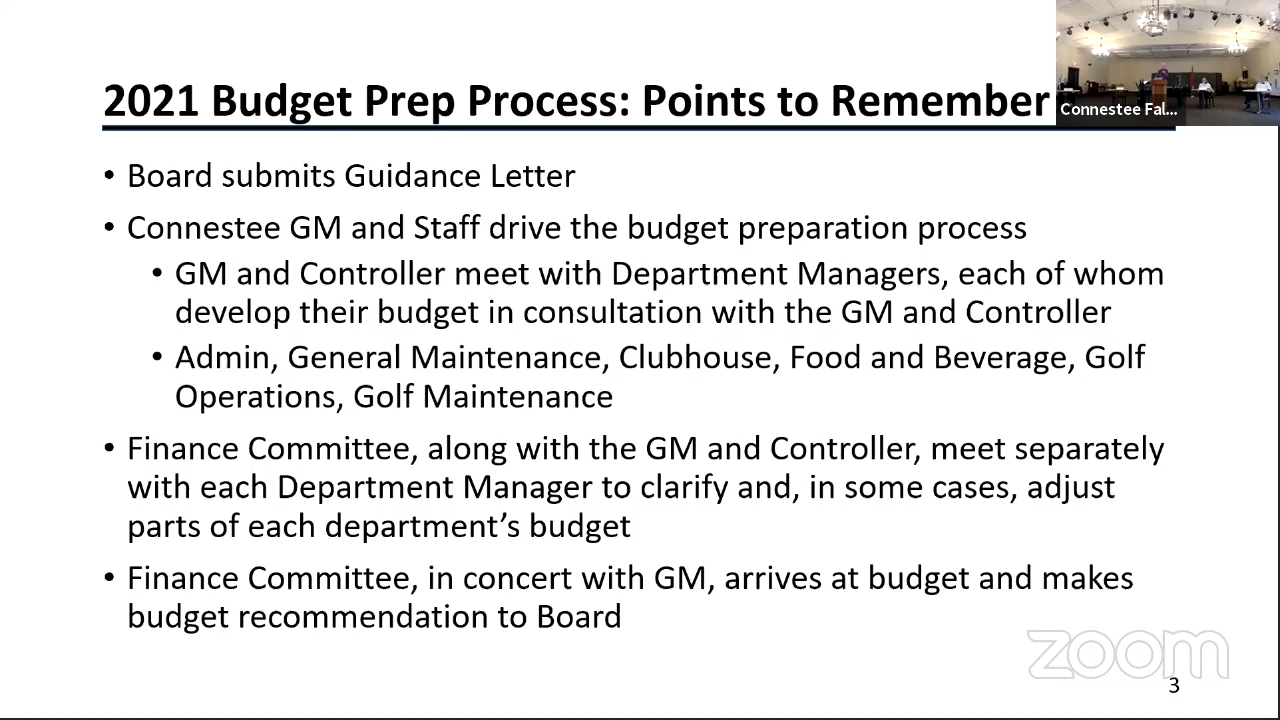 2021 Budget Prep Process: Points to Remember
Connestee Fal...
• Board submits Guidance Letter
• Connestee GM and Staff drive the budget preparation process
• GM and Controller meet with Department Managers, each of whom
develop their budget in consultation with the GM and Controller
• Admin, General Maintenance, Clubhouse, Food and Beverage, Golf
Operations, Golf Maintenance
• Finance Committee, along with the GM and Controller, meet separately
with each Department Manager to clarify and, in some cases, adjust
parts of each department’s budget
• Finance Committee, in concert with GM, arrives at budget and makes
budget recommendation to Board
zoom
3